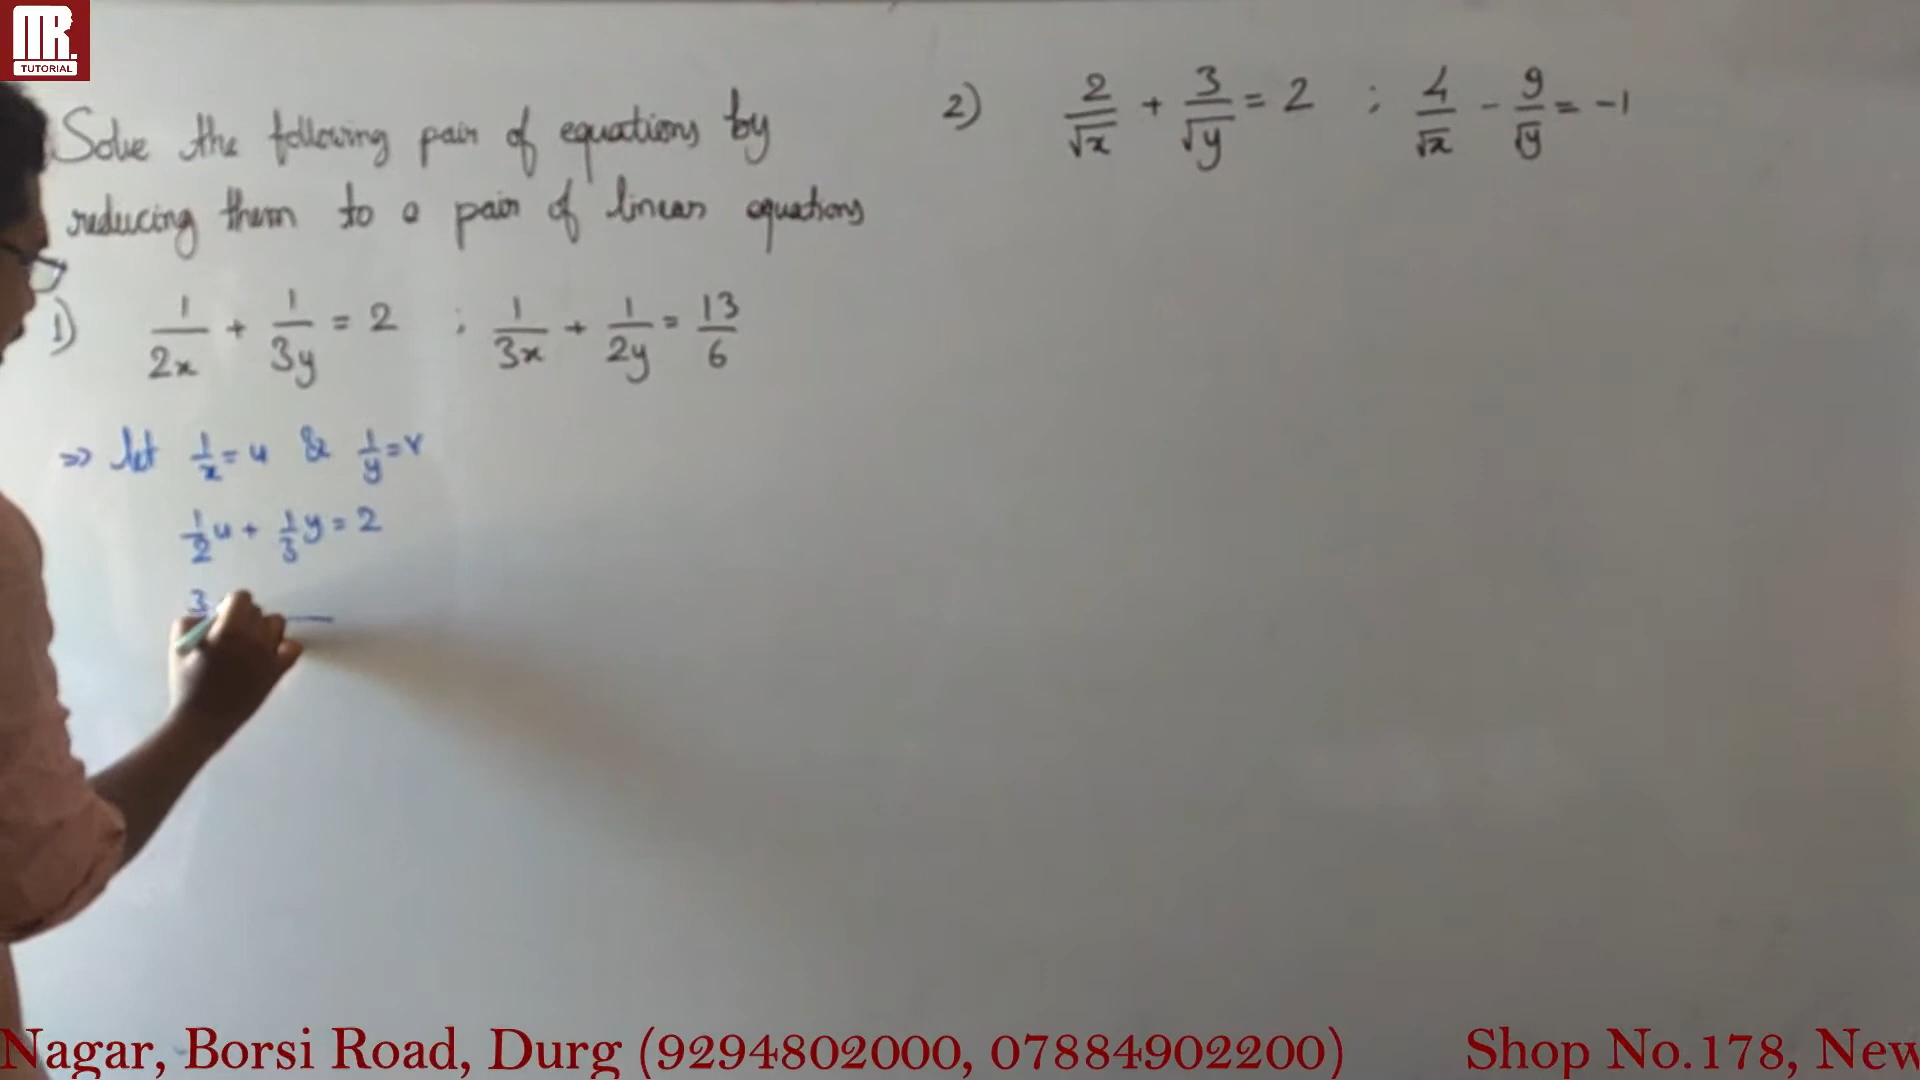 MR.
TUTORIAL
Solve the following pair of equations by
reducing them to a pair of linear equations
1) 1/2x + 1/3y = 2 ; 1/3x + 1/2y = 13/6
⇒ let 1/x = u & 1/y = v
1/2 u + 1/3 y = 2
3
2) 2/√x + 3/√y = 2 ; 4/√x - 9/√y = -1
Nagar, Borsi Road, Durg (9294802000, 07884902200) Shop No.178, New